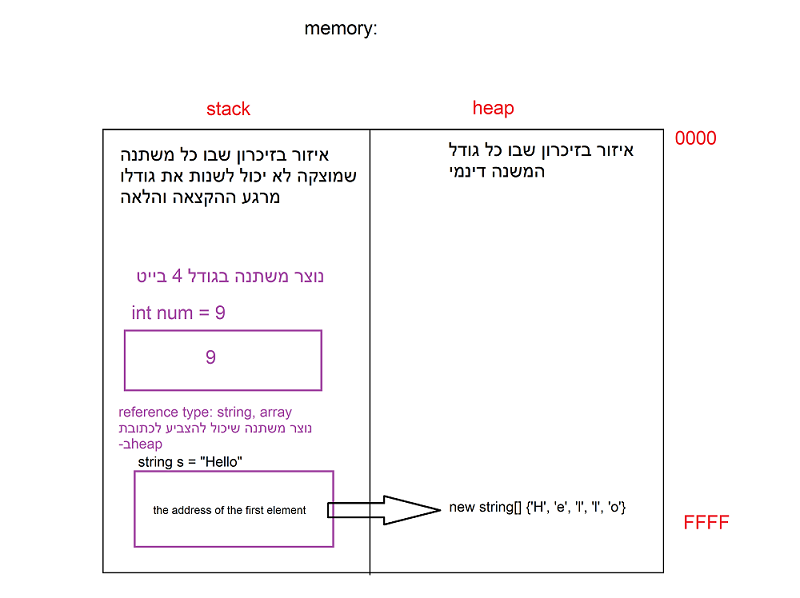 memory:
stack
heap
0000
איזור בזיכרון שבו כל משתנה
שמוצקה לא יכול לשנות את גודלו
מרגע ההקצאה והלאה
איזור בזיכרון שבו כל גודל
המשנה דינמי
נוצר משתנה בגודל 4 בייט
int num = 9
9
reference type: string, array
נוצר משתנה שיכול להצביע לכתובת
ב-heap
string s = "Hello"
the address of the first element
new string[] {'H', 'e', 'l', 'l', 'o'}
FFFF